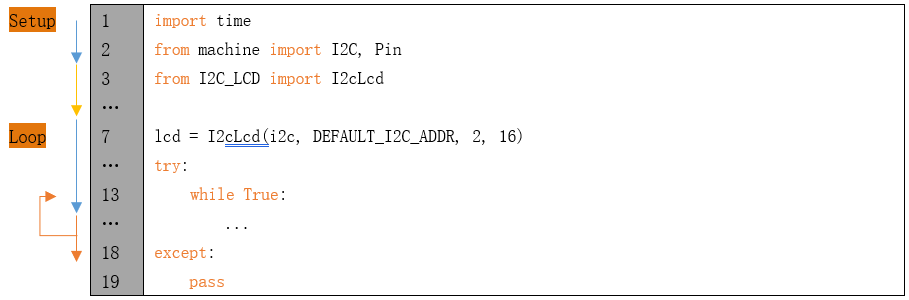 Setup 1 import time
2 from machine import I2C, Pin
3 from I2C_LCD import I2cLcd
...
Loop 7 lcd = I2cLcd(i2c, DEFAULT_I2C_ADDR, 2, 16)
... try:
13 while True:
... ...
18 except:
19 pass